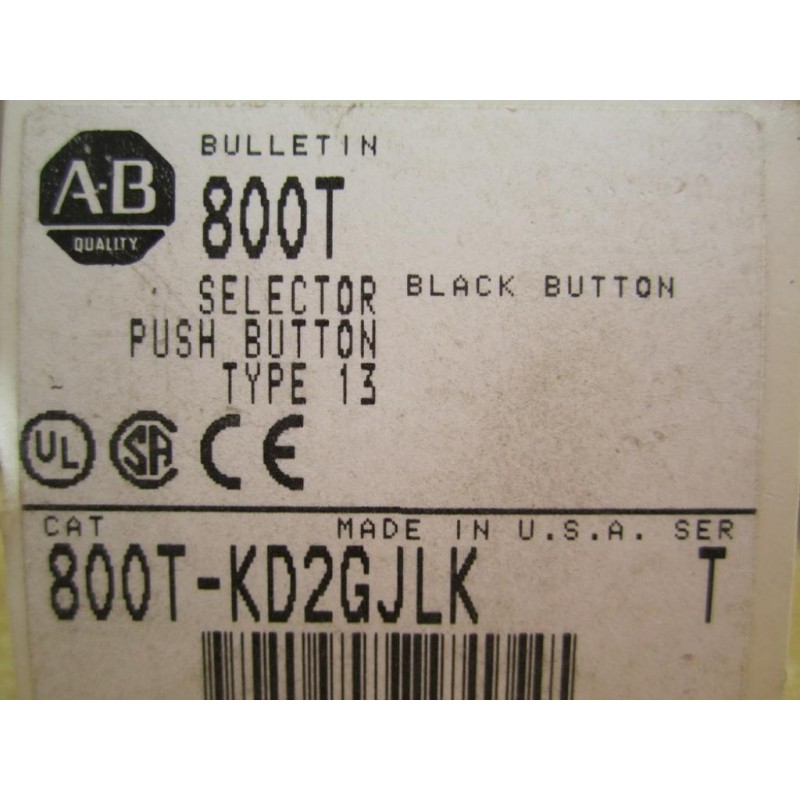 A-B
QUALITY
BULLETIN
800T
SELECTOR BLACK BUTTON
PUSH BUTTON
TYPE 13
UL SA CE
CAT MADE IN U.S.A. SER
800T-KD2GJLK T